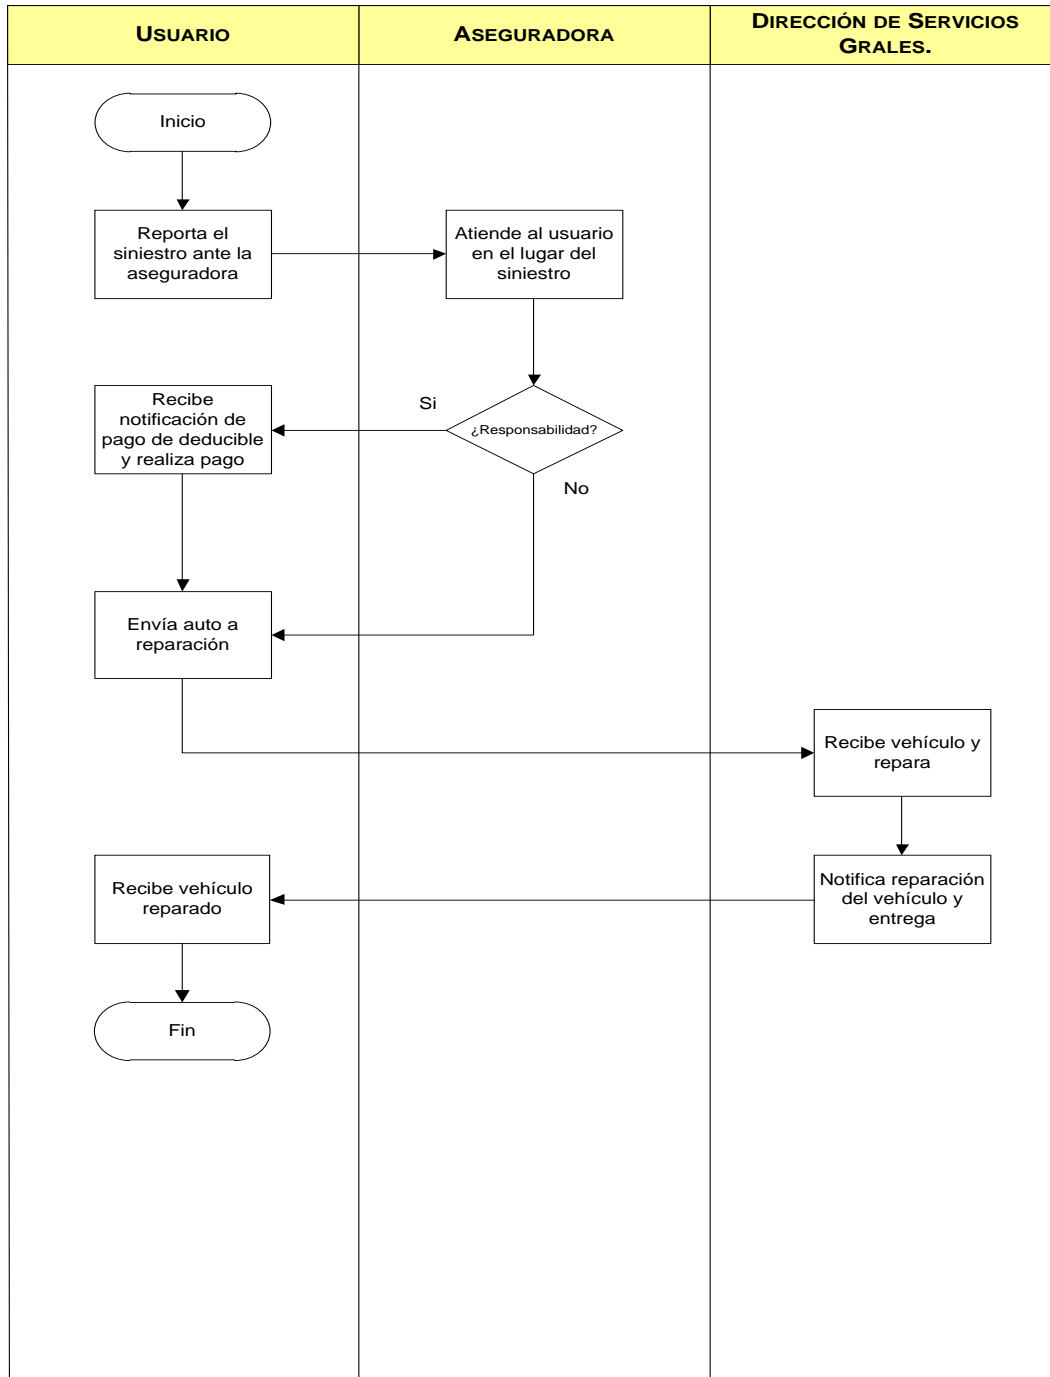 USUARIO
ASEGURADORA
DIRECCIÓN DE SERVICIOS
GRALES.
Inicio
Reporta el
siniestro ante la
aseguradora
Atiende al usuario
en el lugar del
siniestro
Recibe
notificación de
pago de deducible
y realiza pago
Si
¿Responsabilidad?
No
Envía auto a
reparación
Recibe vehículo y
repara
Recibe vehículo
reparado
Notifica reparación
del vehículo y
entrega
Fin